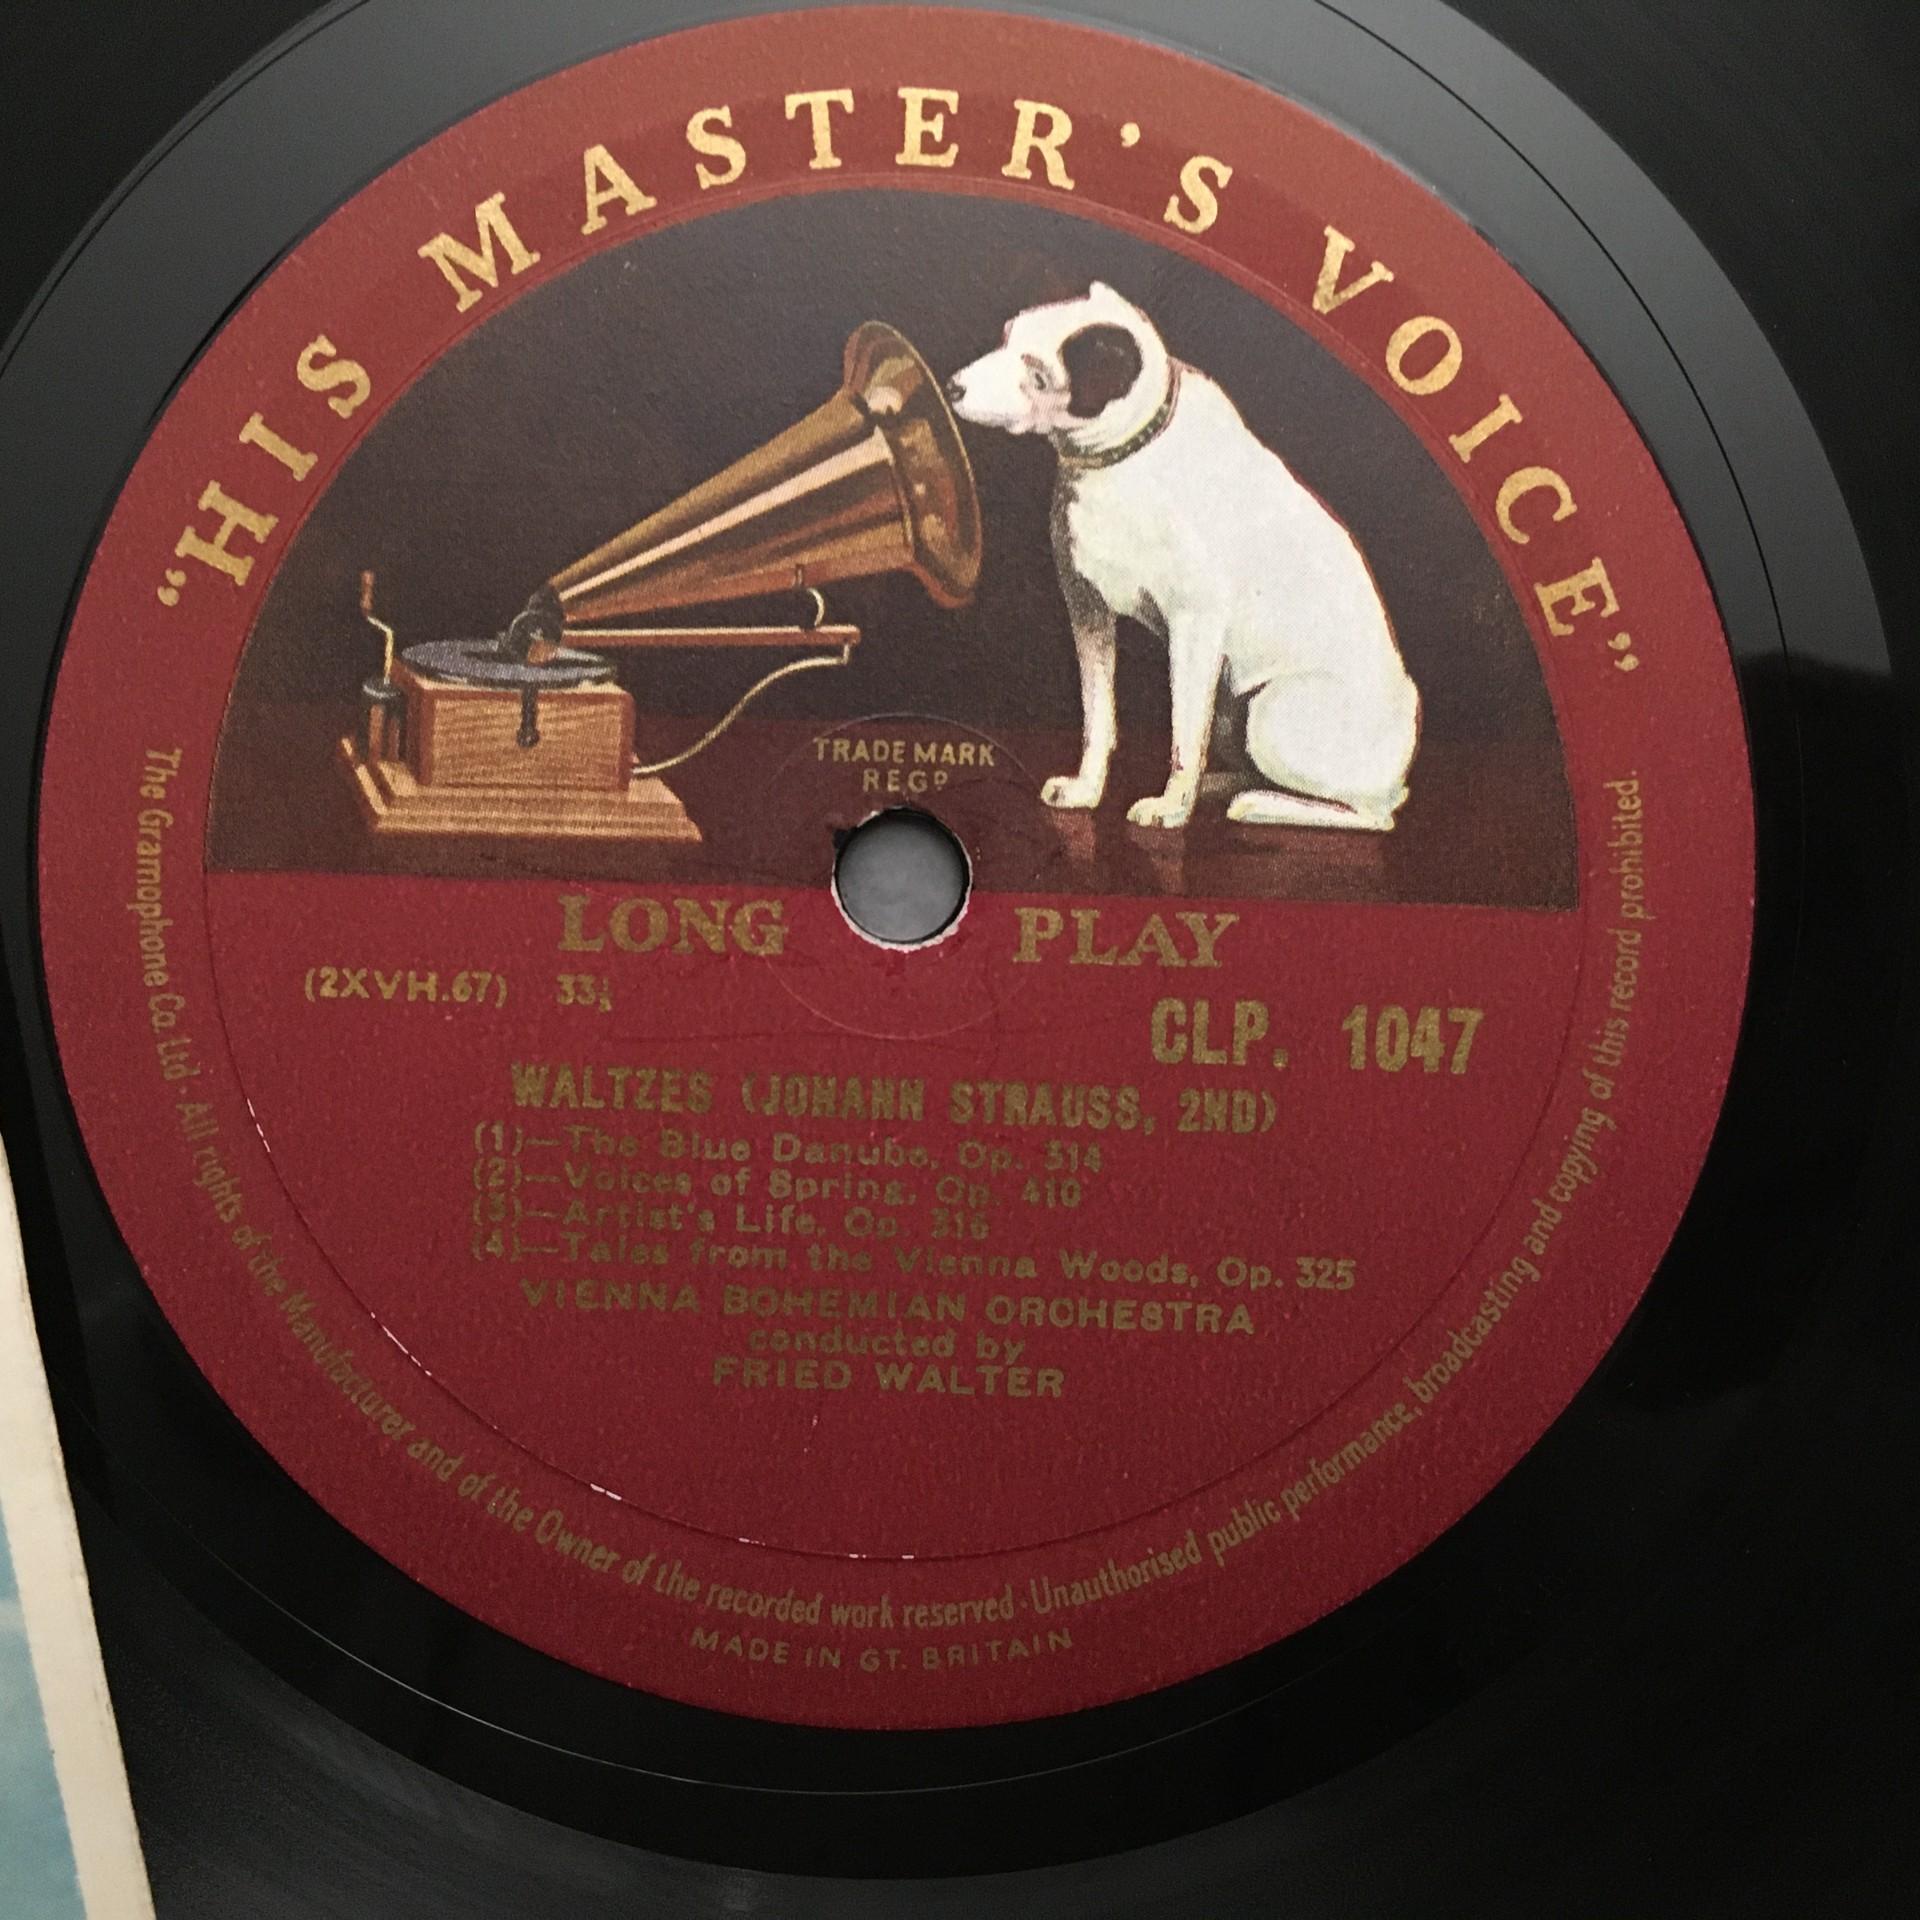 “HIS MASTER’S VOICE”
TRADE MARK
REGD
LONG PLAY
(2XVH.67) 33⅓
CLP. 1047
WALTZES (JOHANN STRAUSS, 2ND)
(1)—The Blue Danube, Op. 314
(2)—Voices of Spring, Op. 410
(3)—Artist's Life, Op. 316
(4)—Tales from the Vienna Woods, Op. 325
VIENNA BOHEMIAN ORCHESTRA
conducted by
FRIED WALTER
The Gramophone Co. Ltd · All rights of the Manufacturer and of the Owner of the recorded work reserved · Unauthorised public performance, broadcasting and copying of this record prohibited.
MADE IN GT. BRITAIN